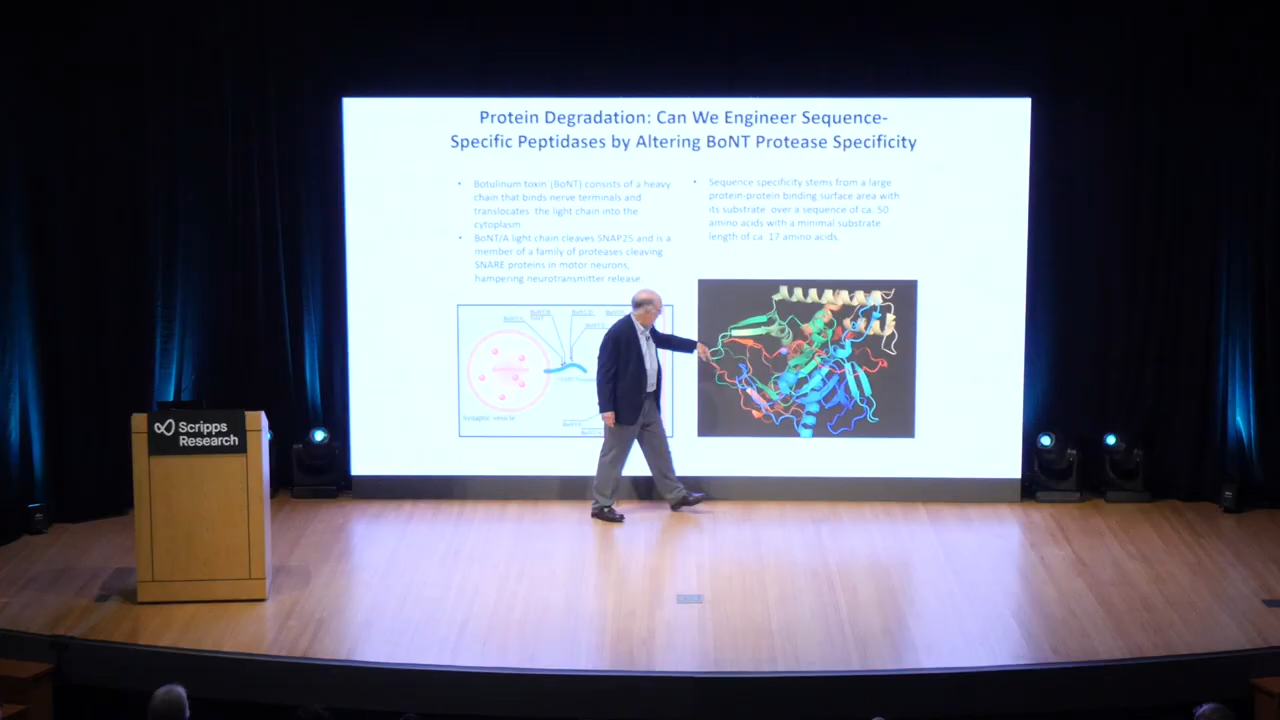 Protein Degradation: Can We Engineer Sequence-
Specific Peptidases by Altering BoNT Protease Specificity
• Botulinum toxin (BoNT) consists of a heavy
chain that binds nerve terminals and
translocates the light chain into the
cytoplasm
• BoNT/A light chain cleaves SNAP25 and is a
member of a family of proteases cleaving
SNARE proteins in motor neurons,
hampering neurotransmitter release
• Sequence specificity stems from a large
protein-protein binding surface area with
its substrate over a sequence of ca. 50
amino acids with a minimal substrate
length of ca. 17 amino acids.
Synaptic vesicle
Scripps
Research